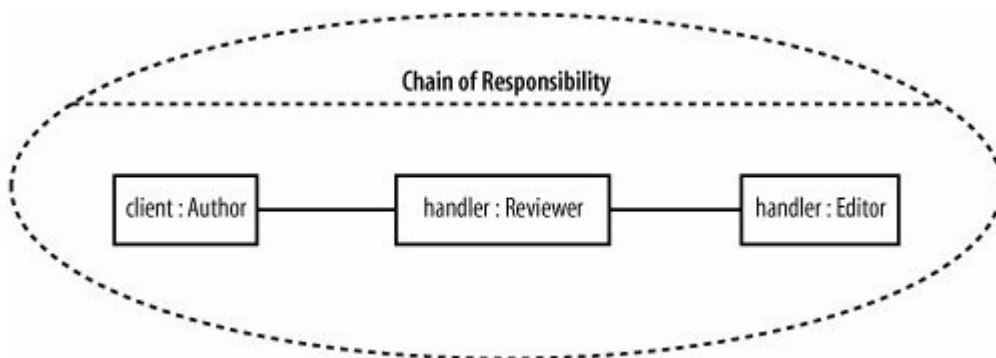 Chain of Responsibility
client : Author
handler : Reviewer
handler : Editor